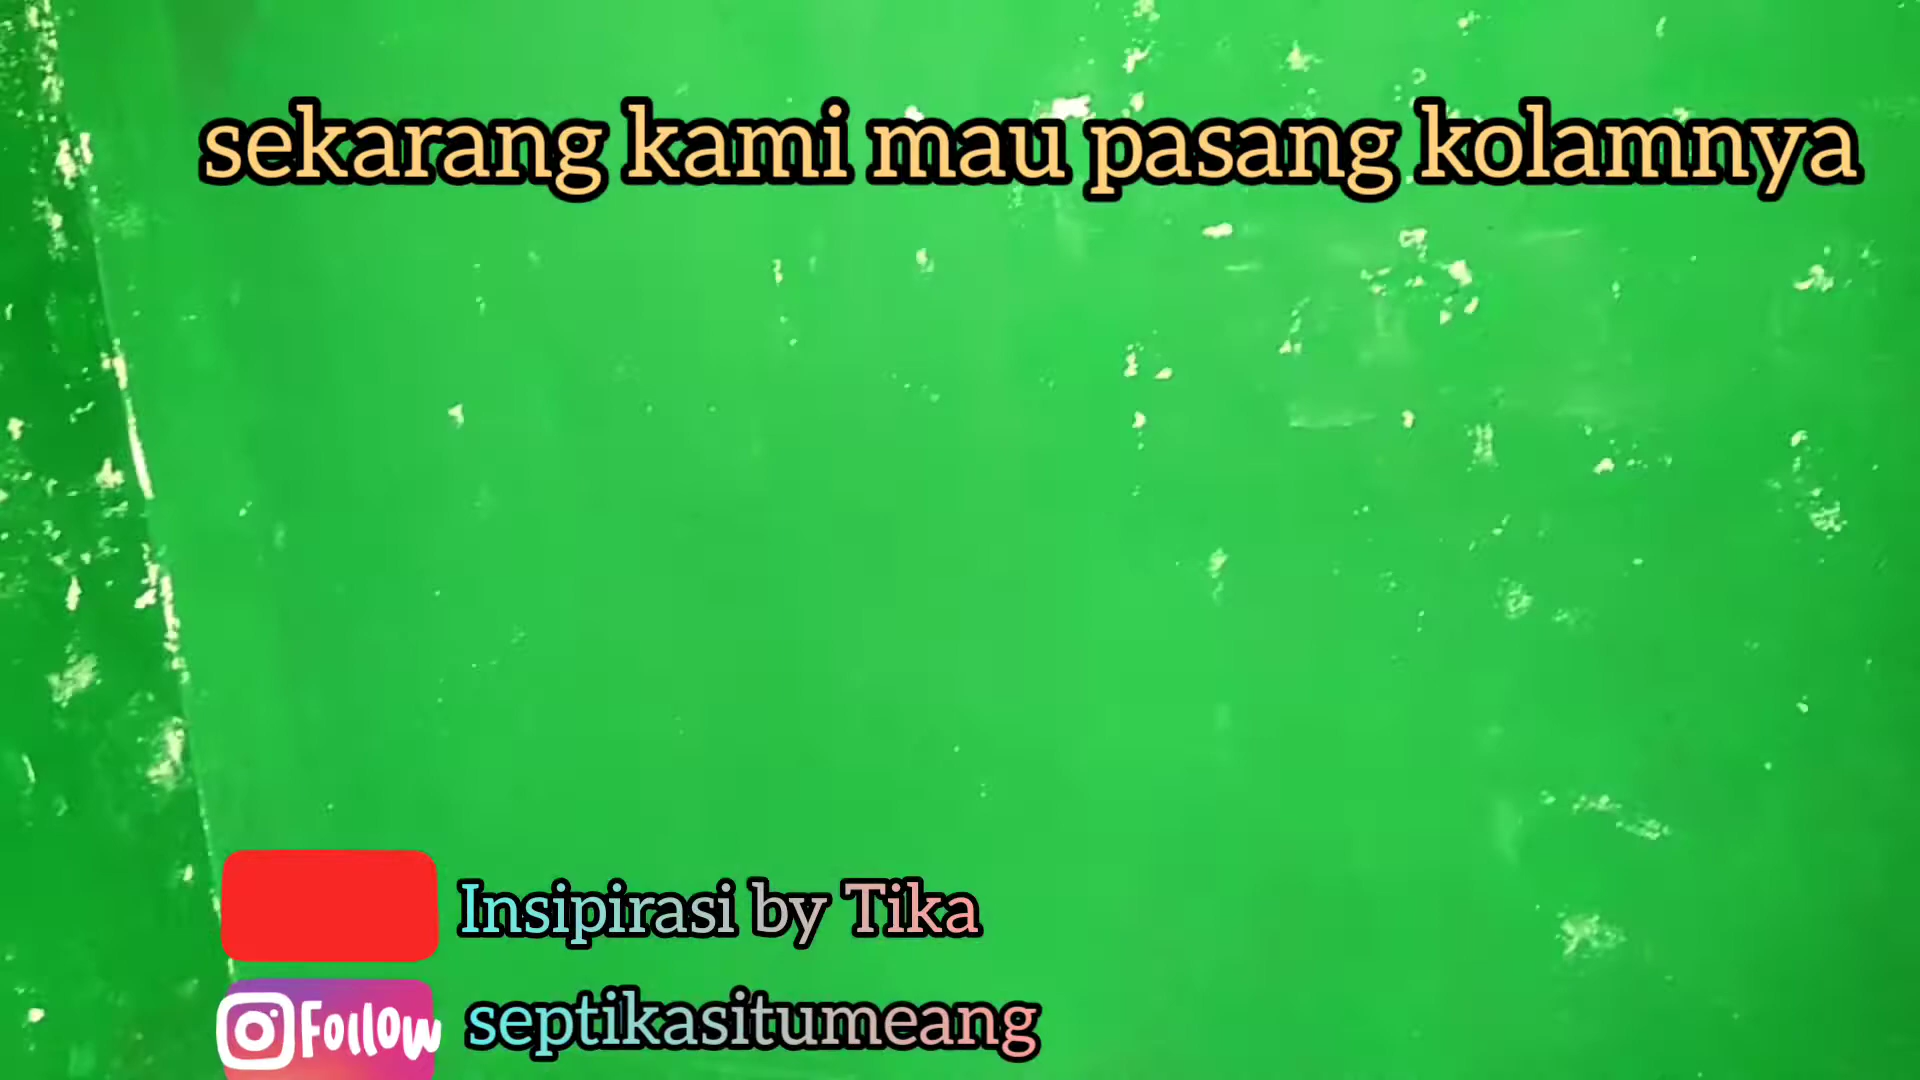 sekarang kami mau pasang kolamnya
Insipirasi by Tika
Follow septikasitumeang